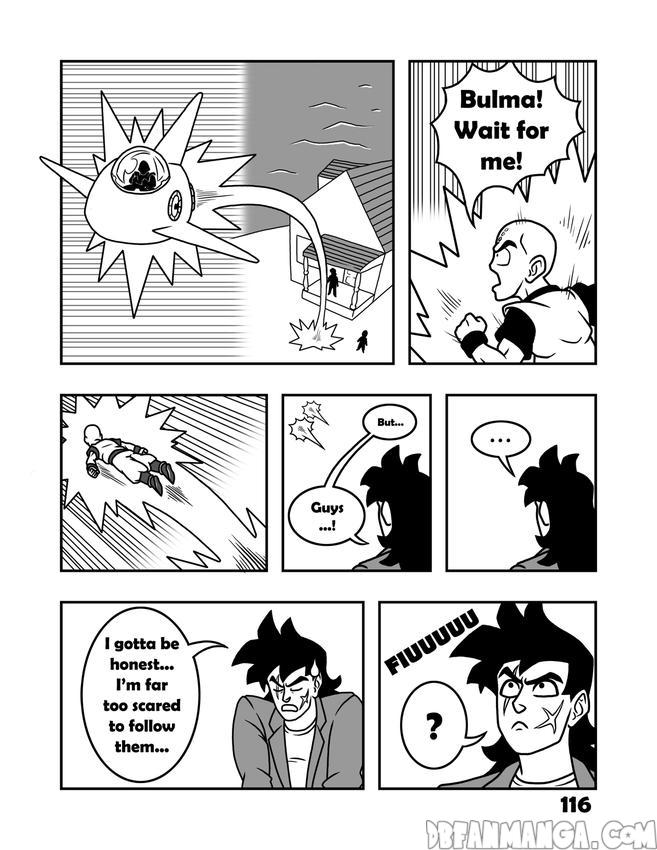 Bulma!
Wait for
me!
But...
Guys
...!
...
I gotta be
honest...
I'm far
too scared
to follow
them...
FIUUUUU
?
116
DBFANMANGA.COM